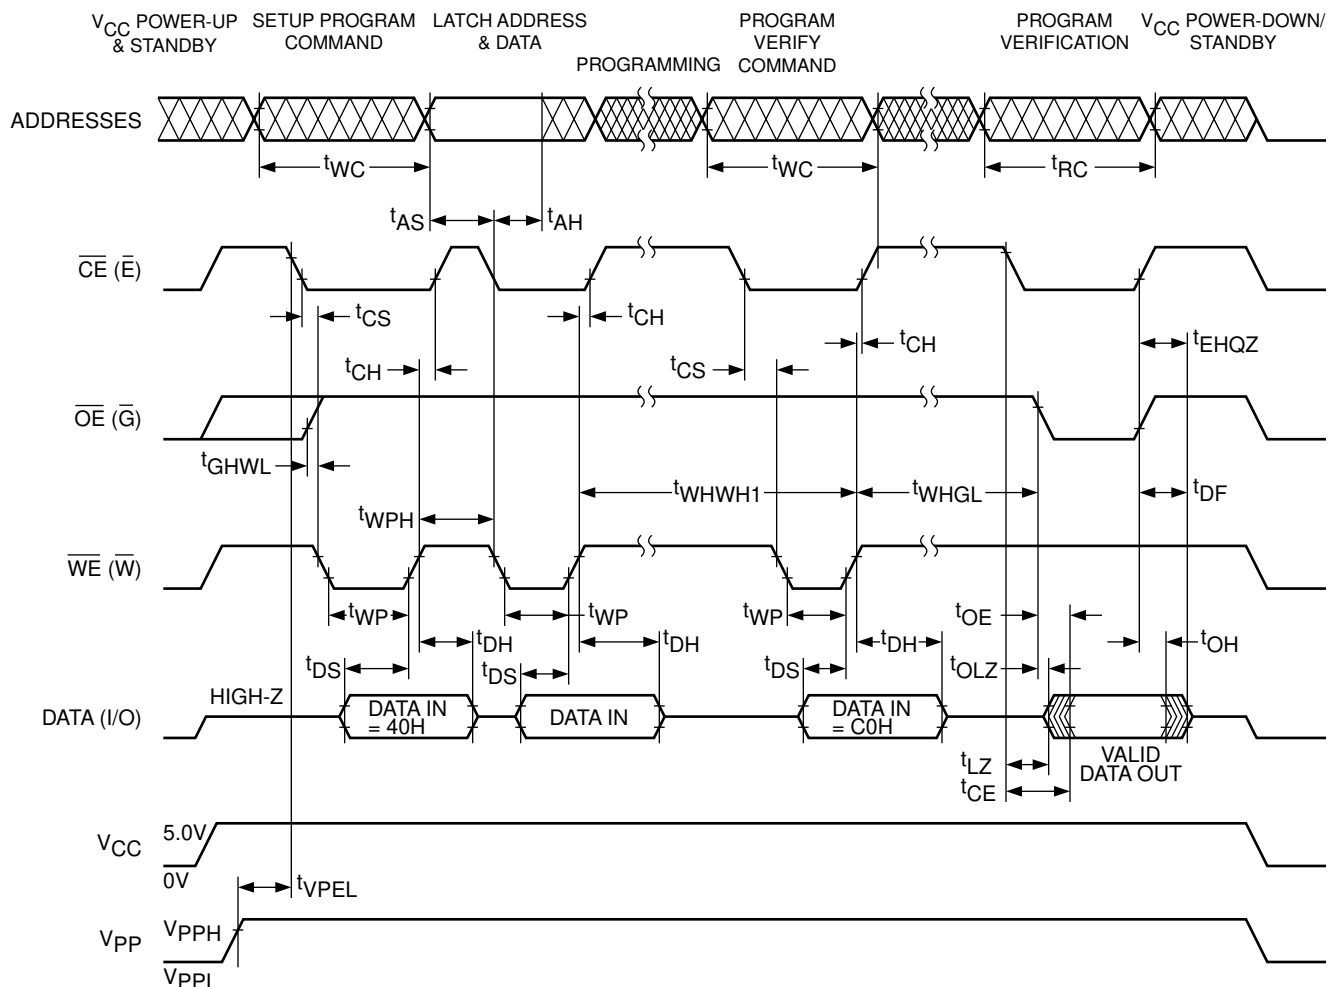 VCC POWER-UP
& STANDBY
SETUP PROGRAM
COMMAND
LATCH ADDRESS
& DATA
PROGRAMMING
PROGRAM
VERIFY
COMMAND
PROGRAM
VERIFICATION
VCC POWER-DOWN/
STANDBY
ADDRESSES
tWC
tWC
tRC
tAS
tAH
CE (E)
tCS
tCH
tCH
tCS
tCH
tEHQZ
OE (G)
tGHWL
tWPH
tWHWH1
tWHGL
tDF
WE (W)
tWP
tWP
tWP
tOE
tDH
tDH
tDH
tOH
tDS
tDS
tDS
tOLZ
DATA (I/O)
HIGH-Z
DATA IN
= 40H
DATA IN
DATA IN
= C0H
VALID
DATA OUT
tLZ
tCE
VCC
5.0V
0V
tVPEL
VPP
VPPH
VPPL